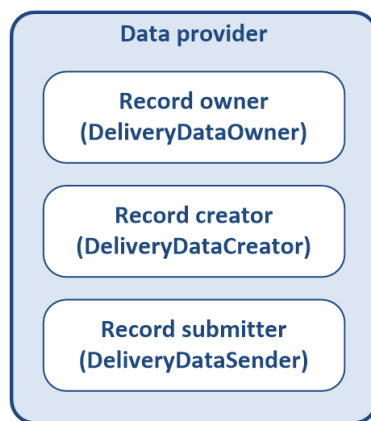 Data provider
Record owner
(DeliveryDataOwner)
Record creator
(DeliveryDataCreator)
Record submitter
(DeliveryDataSender)